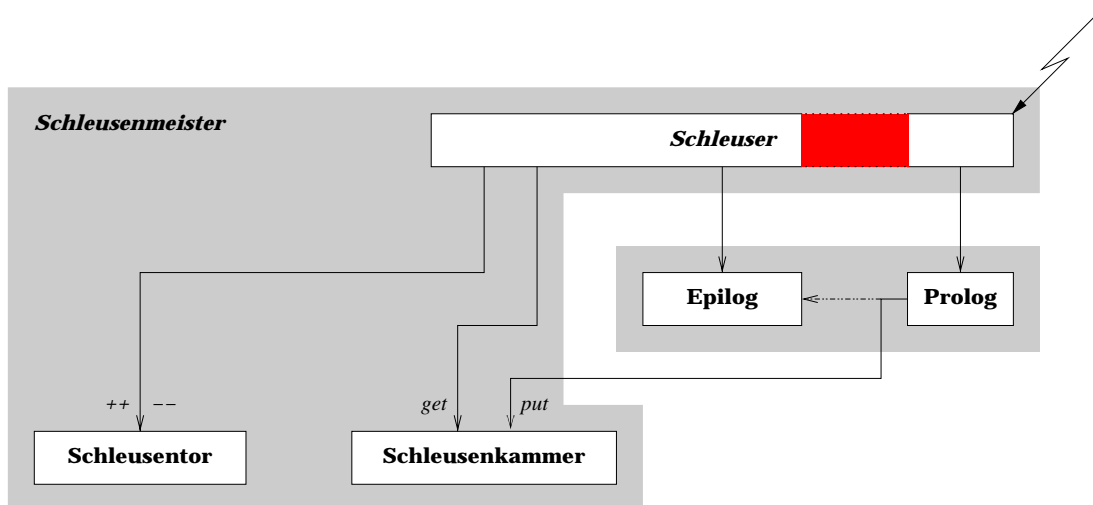 Schleusenmeister
Schleuser
Epilog
Prolog
++ −−
get
put
Schleusentor
Schleusenkammer